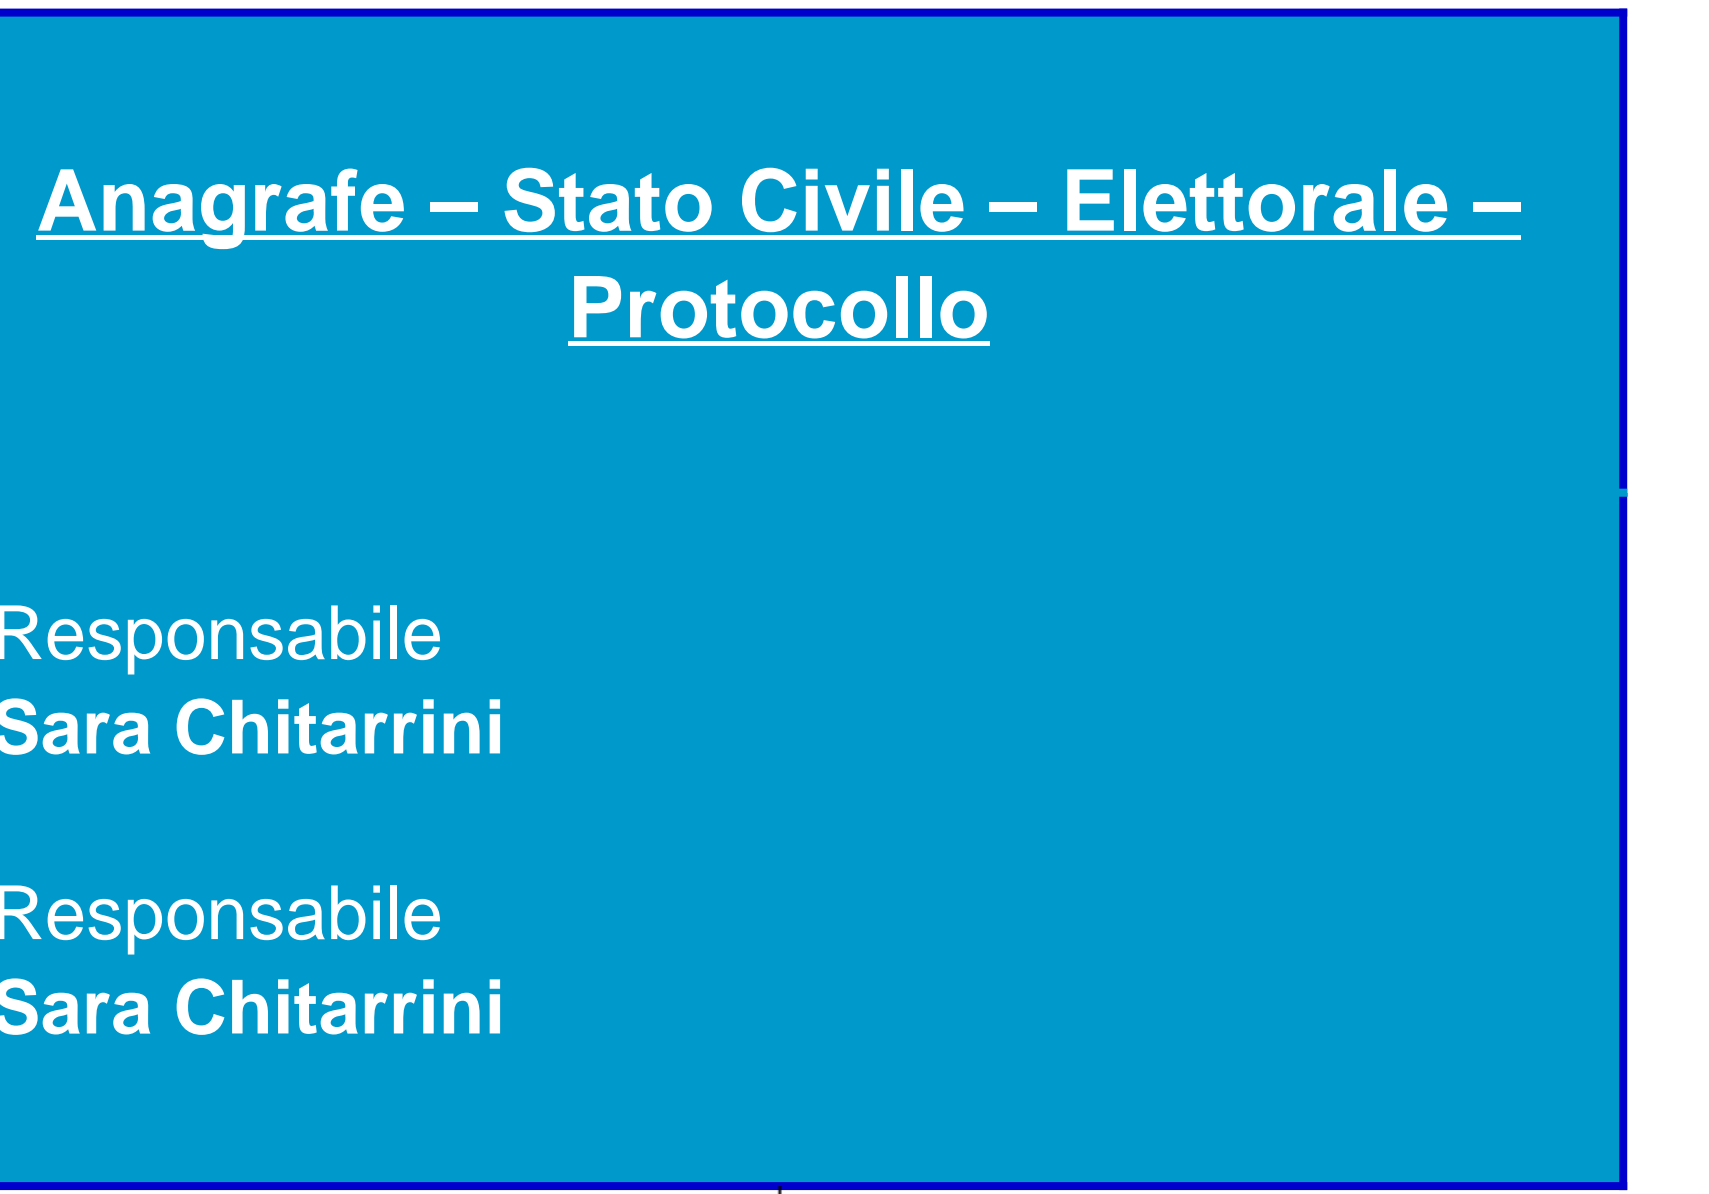 Anagrafe – Stato Civile – Elettorale –
Protocollo
Responsabile
Sara Chitarrini
Responsabile
Sara Chitarrini